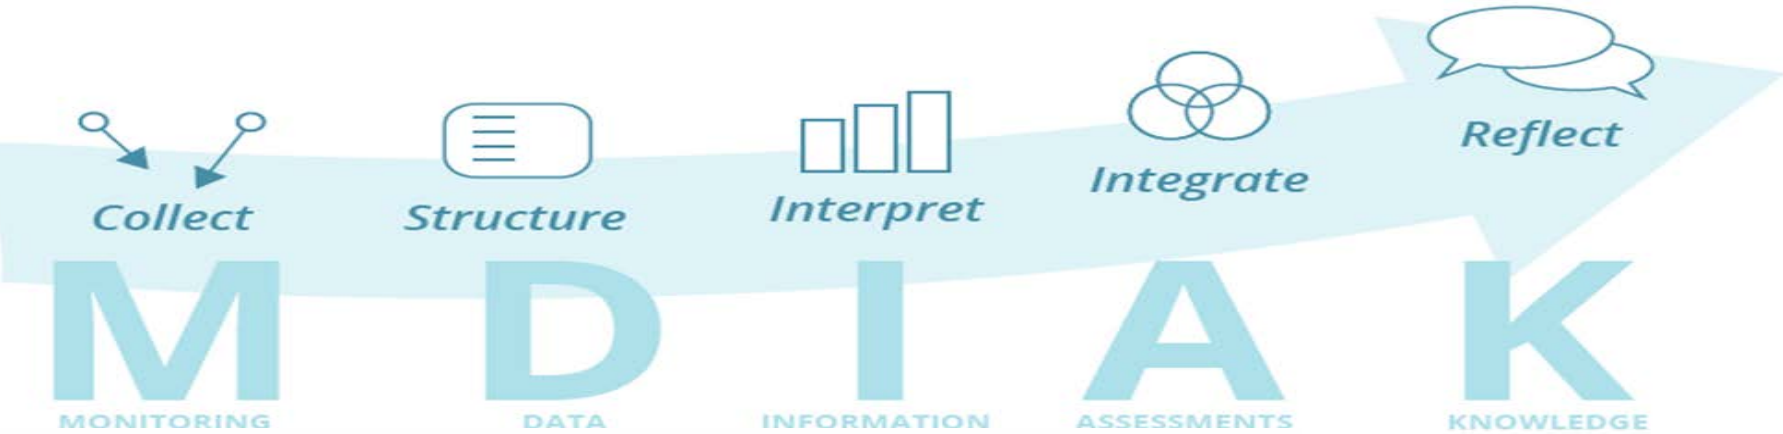 Collect
Structure
Interpret
Integrate
Reflect
M D I A K
MONITORING DATA INFORMATION ASSESSMENTS KNOWLEDGE